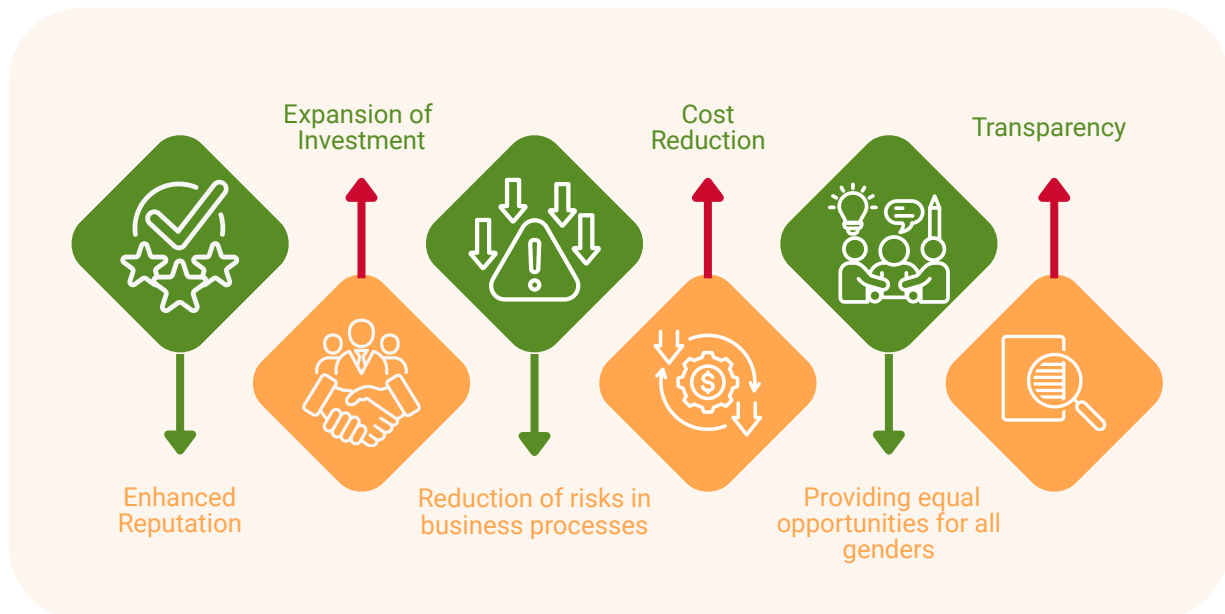 Expansion of
Investment
Cost
Reduction
Transparency
$
Enhanced
Reputation
Reduction of risks in
business processes
Providing equal
opportunities for all
genders